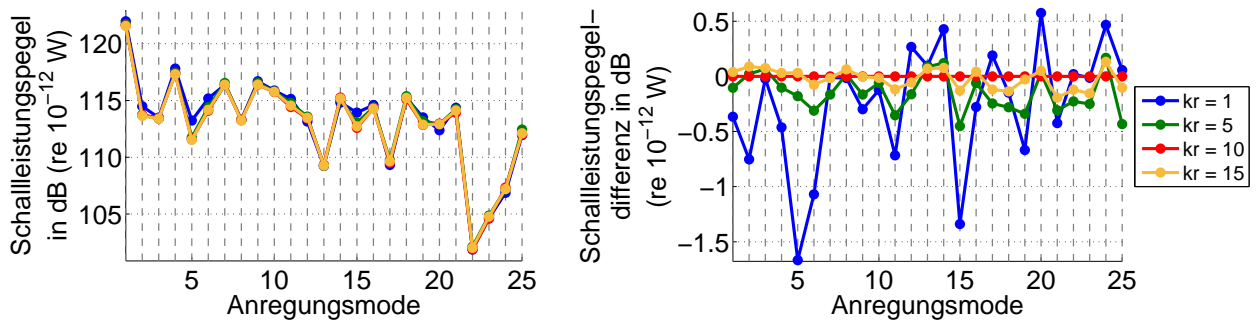 Schalleistungspegel
in dB (re 10⁻¹² W)
120
115
110
105
5
10
15
20
25
Anregungsmode
Schallleistungspegel−
differenz in dB
(re 10⁻¹² W)
0.5
0
−0.5
−1
−1.5
5
10
15
20
25
Anregungsmode
kr = 1
kr = 5
kr = 10
kr = 15